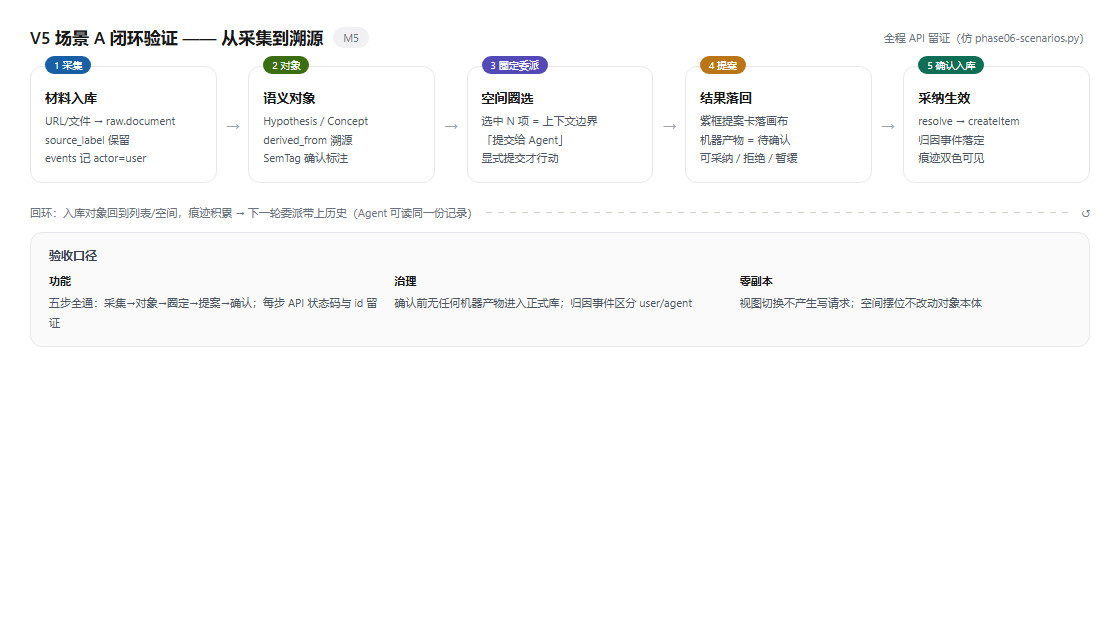 V5 场景 A 闭环验证 —— 从采集到溯源 M5
全程 API 留证（仿 phase06-scenarios.py）
1 采集
材料入库
URL/文件 → raw.document
source_label 保留
events 记 actor=user
→
2 对象
语义对象
Hypothesis / Concept
derived_from 溯源
SemTag 确认标注
→
3 圈定委派
空间圈选
选中 N 项 = 上下文边界
「提交给 Agent」
显式提交才行动
→
4 提案
结果落回
紫框提案卡落画布
机器产物 = 待确认
可采纳 / 拒绝 / 暂缓
→
5 确认入库
采纳生效
resolve → createItem
归因事件落定
痕迹双色可见
回环：入库对象回到列表/空间，痕迹积累 → 下一轮委派带上历史（Agent 可读同一份记录） ↺
验收口径
功能
五步全通：采集→对象→圈定→提案→确认；每步 API 状态码与 id 留
证
治理
确认前无任何机器产物进入正式库；归因事件区分 user/agent
零副本
视图切换不产生写请求；空间摆位不改动对象本体